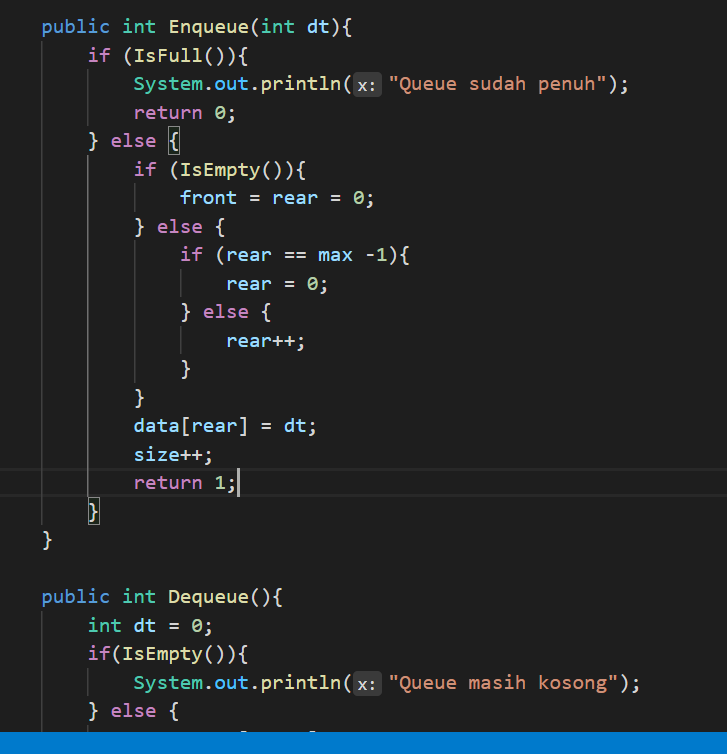 public int Enqueue(int dt){
if (IsFull()){
System.out.println(x: "Queue sudah penuh");
return 0;
} else {
if (IsEmpty()){
front = rear = 0;
} else {
if (rear == max -1){
rear = 0;
} else {
rear++;
}
}
data[rear] = dt;
size++;
return 1;
}
}
public int Dequeue(){
int dt = 0;
if(IsEmpty()){
System.out.println(x: "Queue masih kosong");
} else {